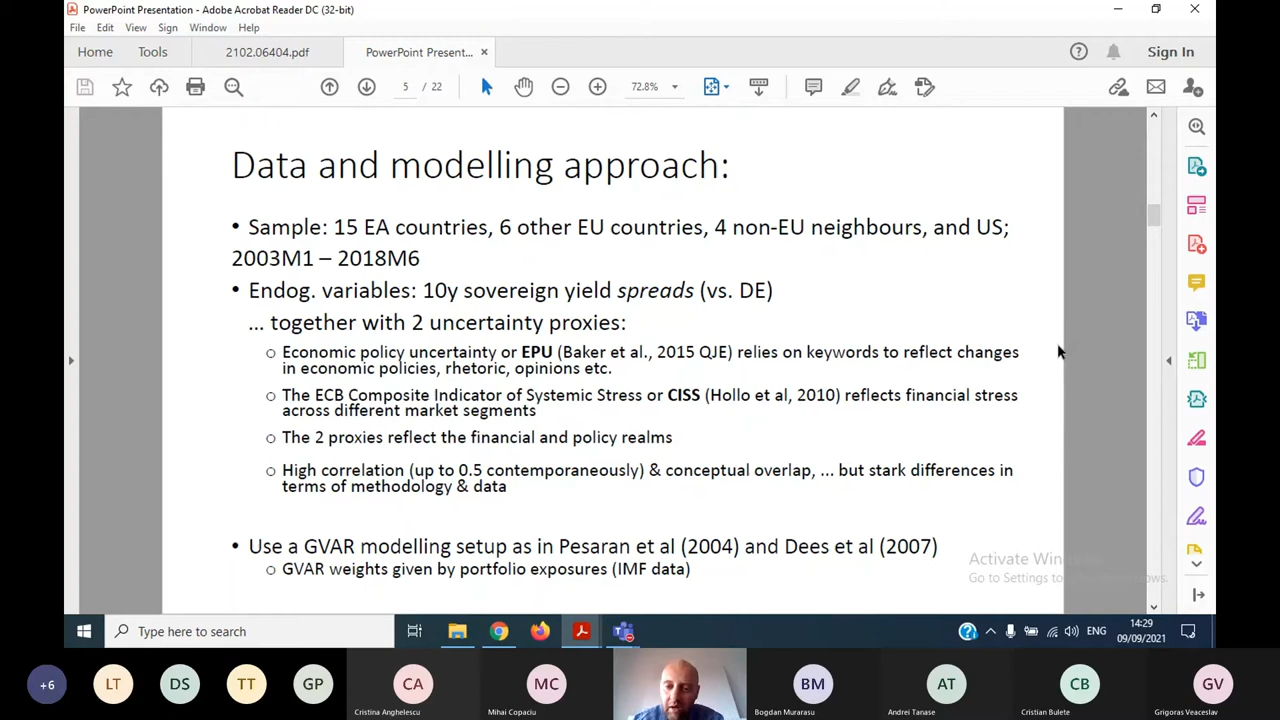 PowerPoint Presentation - Adobe Acrobat Reader DC (32-bit)
File Edit View Sign Window Help
Home Tools 2102.06404.pdf PowerPoint Present... × Sign In
5 / 22 72.8%
Data and modelling approach:
• Sample: 15 EA countries, 6 other EU countries, 4 non-EU neighbours, and US;
2003M1 – 2018M6
• Endog. variables: 10y sovereign yield spreads (vs. DE)
... together with 2 uncertainty proxies:
○ Economic policy uncertainty or EPU (Baker et al., 2015 QJE) relies on keywords to reflect changes
in economic policies, rhetoric, opinions etc.
○ The ECB Composite Indicator of Systemic Stress or CISS (Hollo et al, 2010) reflects financial stress
across different market segments
○ The 2 proxies reflect the financial and policy realms
○ High correlation (up to 0.5 contemporaneously) & conceptual overlap, ... but stark differences in
terms of methodology & data
• Use a GVAR modelling setup as in Pesaran et al (2004) and Dees et al (2007)
○ GVAR weights given by portfolio exposures (IMF data)
Activate Win
Go to Settings to activate Windows.
Type here to search
ENG
14:29
09/09/2021
+6 LT DS TT GP CA MC BM AT CB GV
Cristina Anghelescu Mihai Copaciu Bogdan Murarasu Andrei Tanase Cristian Bulete Grigoras Veaceslav